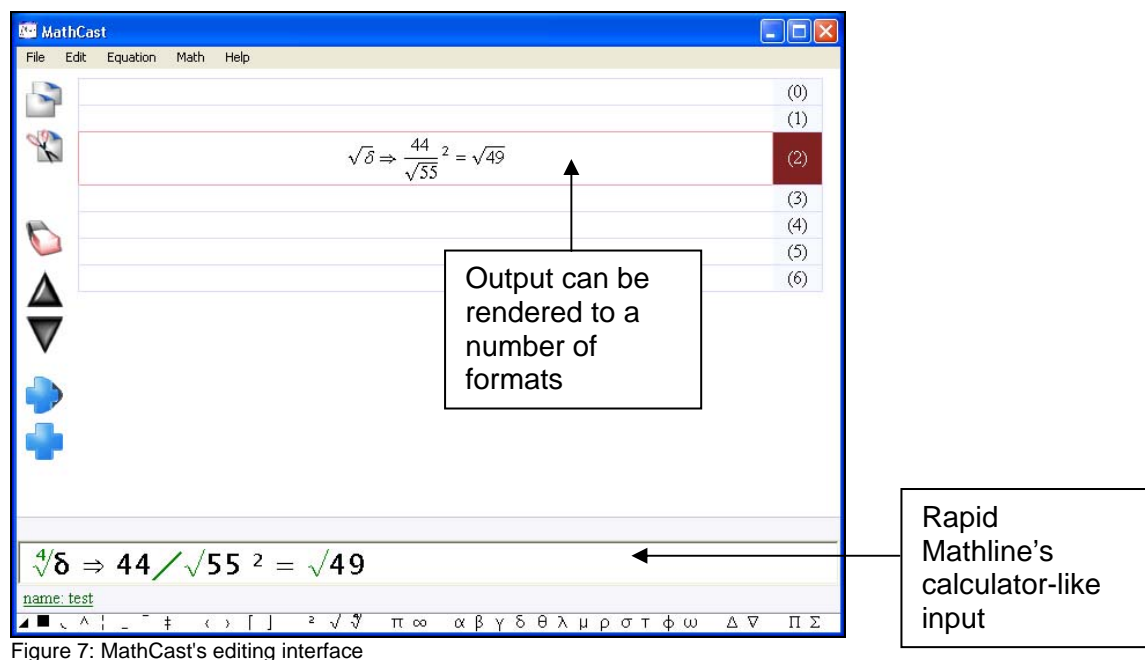 MathCast
File Edit Equation Math Help
(0)
(1)
√δ ⇒ 44/√55 ² = √49
(2)
(3)
(4)
(5)
(6)
Output can be
rendered to a
number of
formats
∜δ ⇒ 44/√55 ² = √49
Rapid
Mathline's
calculator-like
input
name: test
² √ ∜ π ∞ α β γ δ θ λ μ ρ σ τ φ ω Δ ∇ Π Σ
Figure 7: MathCast's editing interface